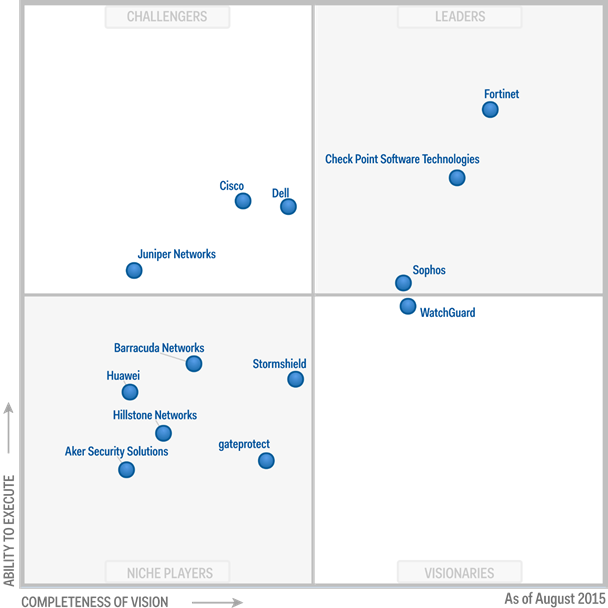 CHALLENGERS
LEADERS
Fortinet
Check Point Software Technologies
Cisco
Dell
Juniper Networks
Sophos
WatchGuard
Barracuda Networks
Stormshield
Huawei
Hillstone Networks
gateprotect
Aker Security Solutions
NICHE PLAYERS
VISIONARIES
ABILITY TO EXECUTE
COMPLETENESS OF VISION
As of August 2015